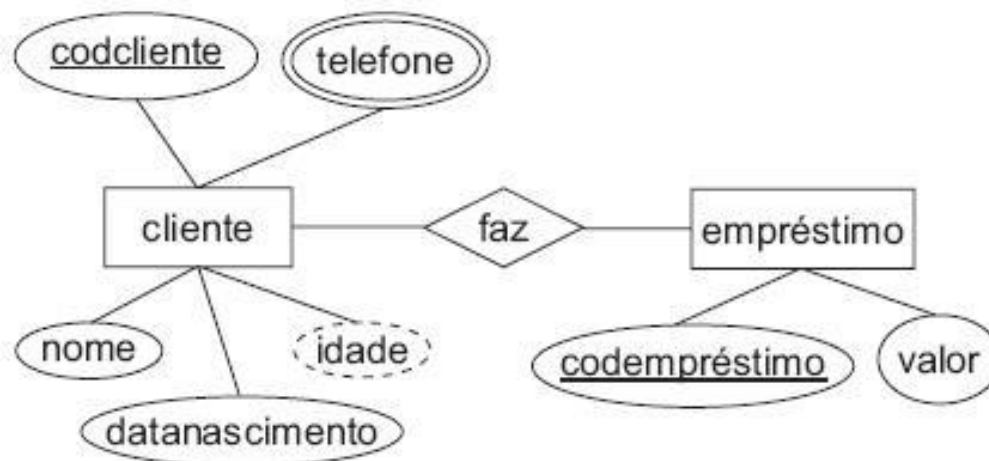 codcliente
telefone
cliente
faz
empréstimo
nome
idade
codempréstimo
valor
datanascimento